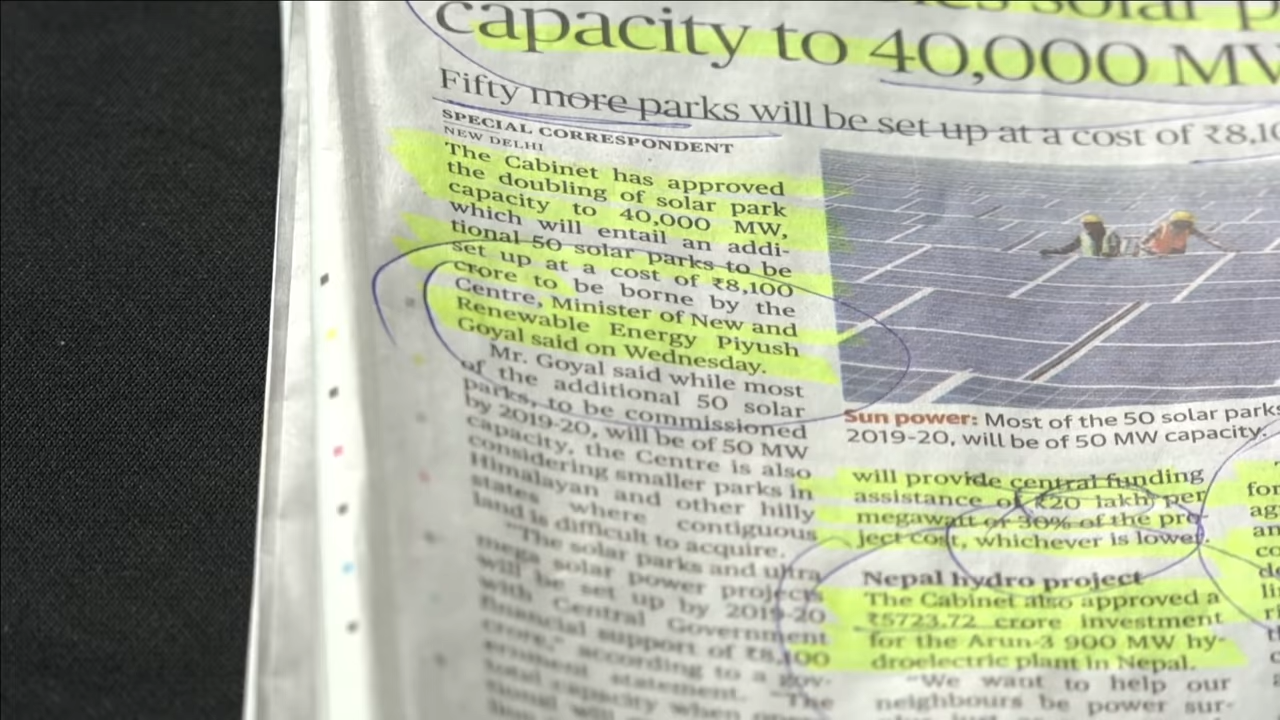 capacity to 40,000 MW
Fifty more parks will be set up at a cost of ₹8,10
SPECIAL CORRESPONDENT
NEW DELHI
The Cabinet has approved
the doubling of solar park
capacity to 40,000 MW,
which will entail an addi-
tional 50 solar parks to be
set up at a cost of ₹8,100
crore to be borne by the
Centre, Minister of New and
Renewable Energy Piyush
Goyal said on Wednesday.
Mr. Goyal said while most
of the additional 50 solar
parks, to be commissioned
by 2019-20, will be of 50 MW
capacity, the Centre is also
considering smaller parks in
Himalayan and other hilly
states where contiguous
land is difficult to acquire.
"The solar parks and ultra
mega solar power projects
will be set up by 2019-20
with Central Government
financial support of ₹8,100
crore," according to a gov-
ernment statement. "The
total capacity when
Sun power: Most of the 50 solar parks
2019-20, will be of 50 MW capacity.
will provide central funding
assistance of ₹20 lakh per
megawatt or 30% of the pro-
ject cost, whichever is lower.
Nepal hydro project
The Cabinet also approved a
₹5723.72 crore investment
for the Arun-3 900 MW hy-
droelectric plant in Nepal.
"We want to help our
neighbours be power sur-